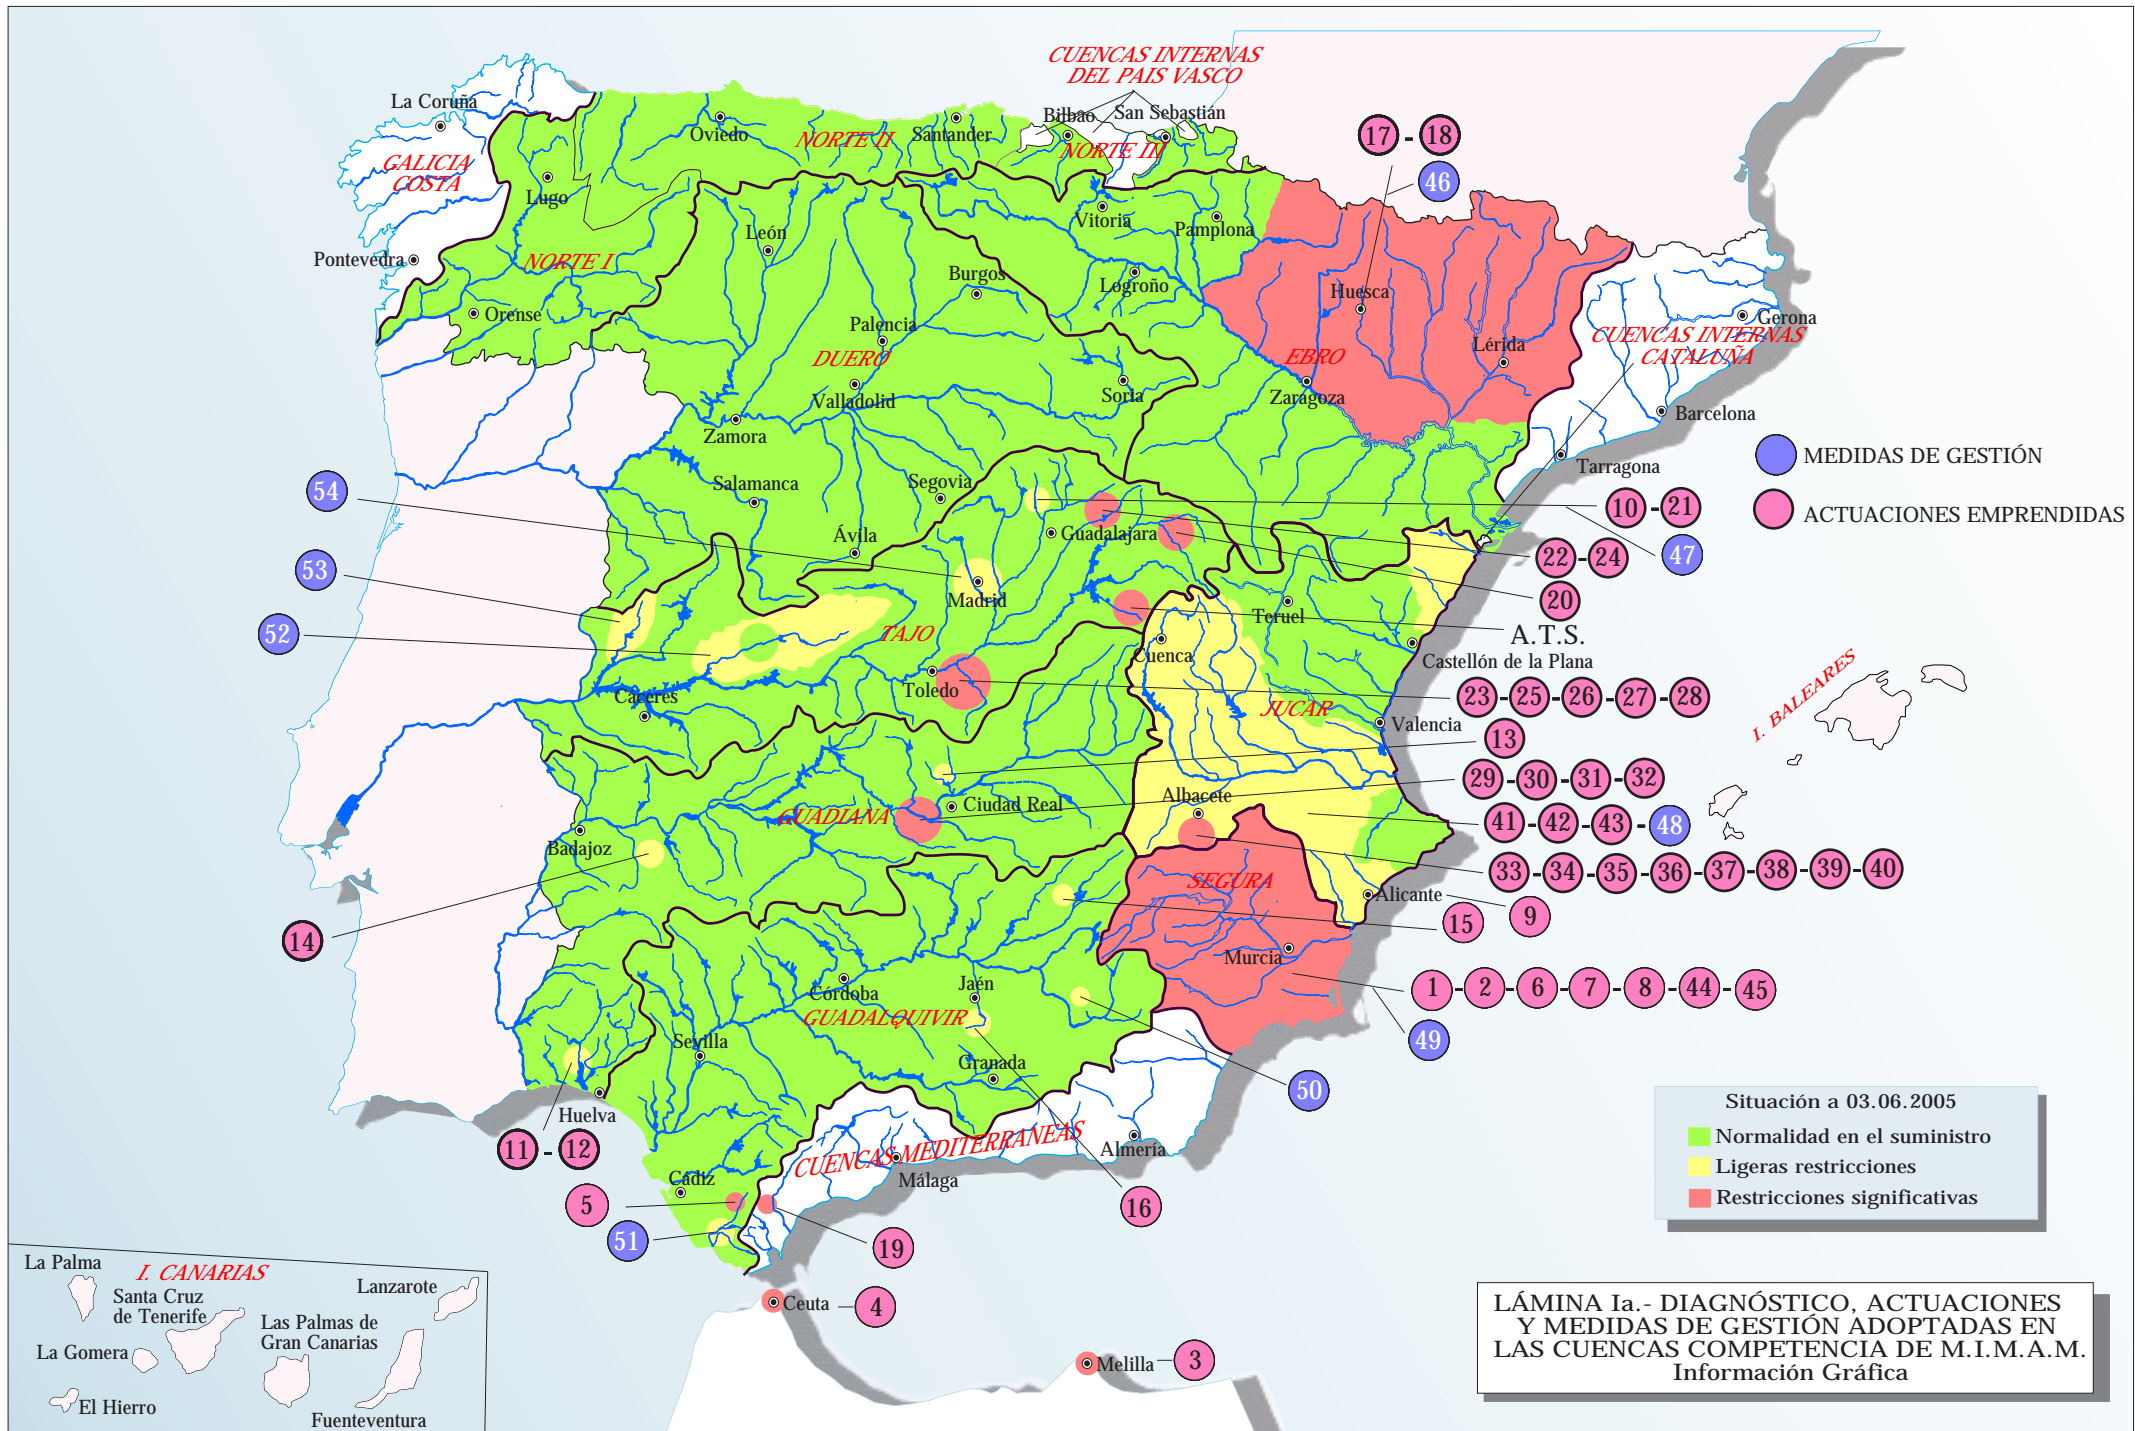 CUENCAS INTERNAS
DEL PAIS VASCO
La Coruña
Oviedo
NORTE II
Santander
Bilbao
San Sebastián
NORTE III
17 - 18
46
GALICIA
COSTA
Lugo
Vitoria
Pamplona
León
Pontevedra
NORTE I
Burgos
Logroño
Huesca
Orense
Palencia
Gerona
CUENCAS INTERNAS
CATALUÑA
DUERO
EBRO
Lérida
Soria
Zaragoza
Valladolid
Barcelona
Zamora
MEDIDAS DE GESTIÓN
Tarragona
54
Salamanca
Segovia
10 - 21
ACTUACIONES EMPRENDIDAS
Ávila
Guadalajara
22 - 24
47
53
Madrid
20
Teruel
52
TAJO
A.T.S.
Cuenca
Castellón de la Plana
I. BALEARES
Cáceres
Toledo
23 - 25 - 26 - 27 - 28
JUCAR
Valencia
13
29 - 30 - 31 - 32
Albacete
Ciudad Real
GUADIANA
41 - 42 - 43 - 48
Badajoz
33 - 34 - 35 - 36 - 37 - 38 - 39 - 40
SEGURA
Alicante
9
15
14
Murcia
Jaén
Córdoba
1 - 2 - 6 - 7 - 8 - 44 - 45
GUADALQUIVIR
Sevilla
49
Granada
50
Huelva
Situación a 03.06.2005
Normalidad en el suministro
Ligeras restricciones
Restricciones significativas
11 - 12
CUENCAS MEDITERRANEAS
Almería
Málaga
Cádiz
5
16
51
19
La Palma
I. CANARIAS
Lanzarote
Santa Cruz
de Tenerife
Las Palmas de
Gran Canarias
La Gomera
El Hierro
Fuenteventura
Ceuta
4
Melilla
3
LÁMINA Ia.- DIAGNÓSTICO, ACTUACIONES
Y MEDIDAS DE GESTIÓN ADOPTADAS EN
LAS CUENCAS COMPETENCIA DE M.I.M.A.M.
Información Gráfica